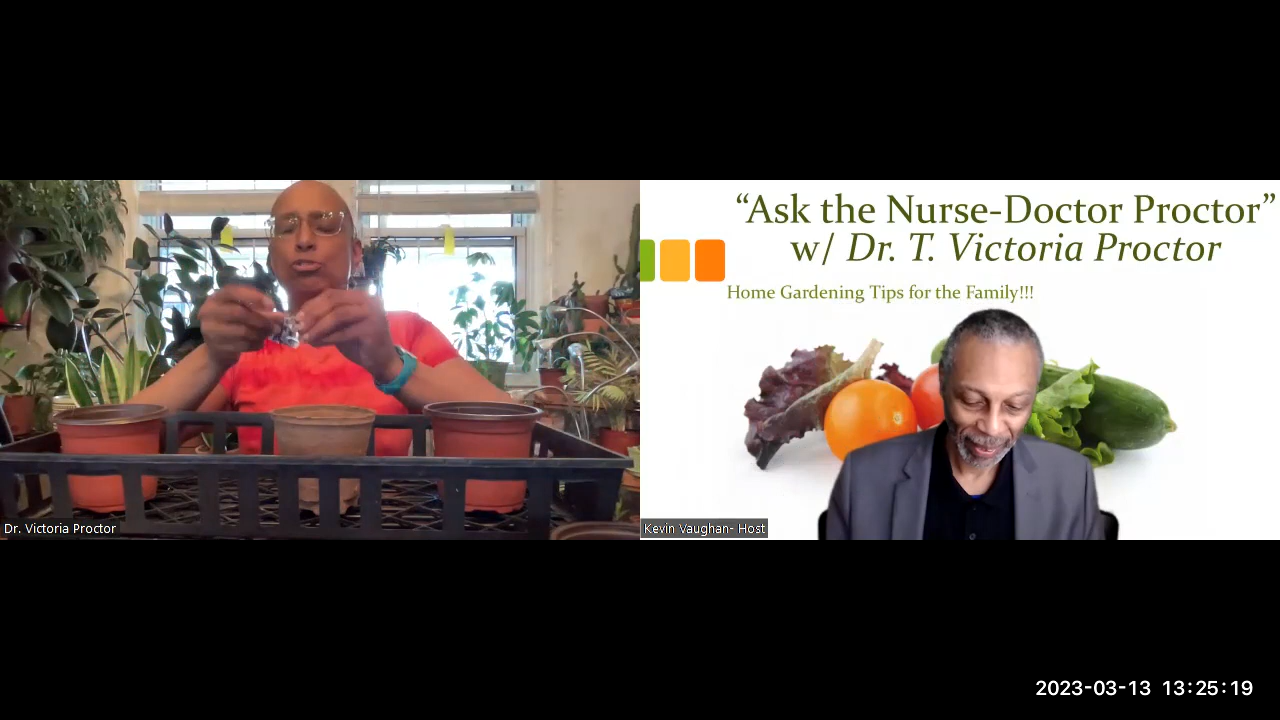 “Ask the Nurse-Doctor Proctor”
w/ Dr. T. Victoria Proctor
Home Gardening Tips for the Family!!!
Dr. Victoria Proctor
Kevin Vaughan- Host
2023-03-13 13:25:19